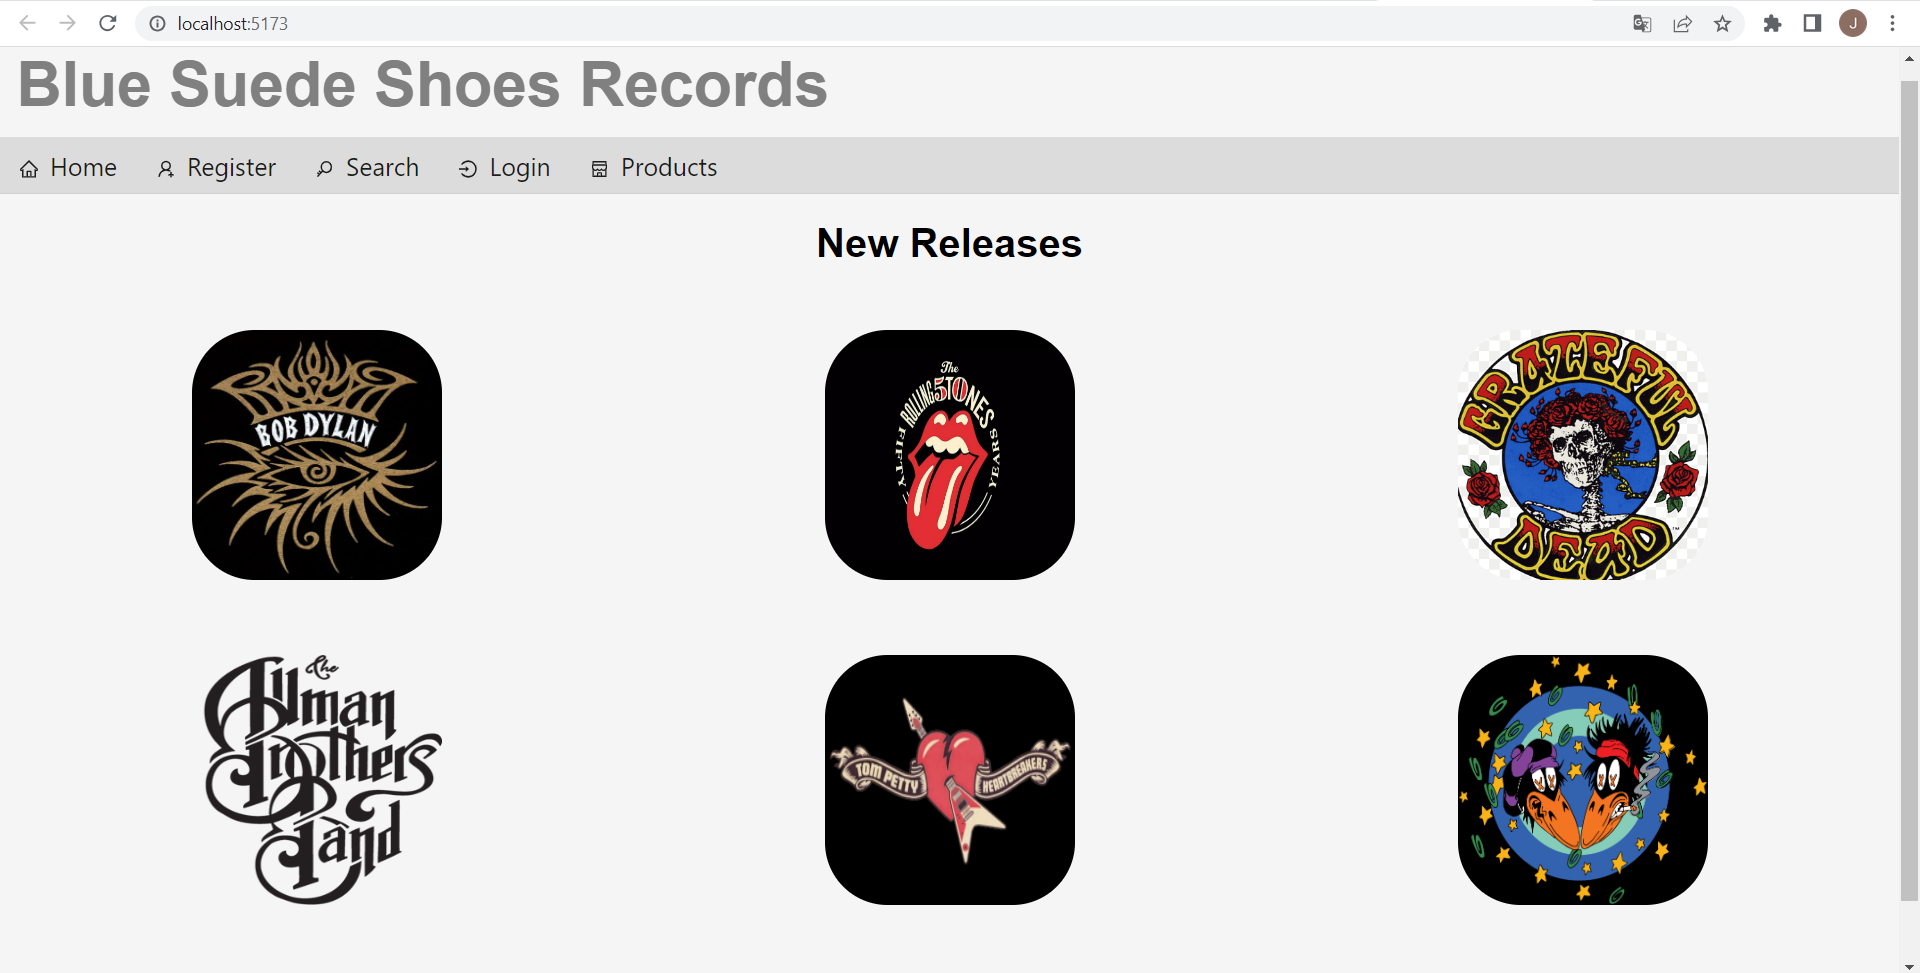 localhost:5173
J
Blue Suede Shoes Records
Home Register Search Login Products
New Releases
BOB DYLAN
The
ROLLING STONES
FIFTY YEARS
GRATEFUL
DEAD
™
the
Allman
Brothers
Band
TOM PETTY
HEARTBREAKERS